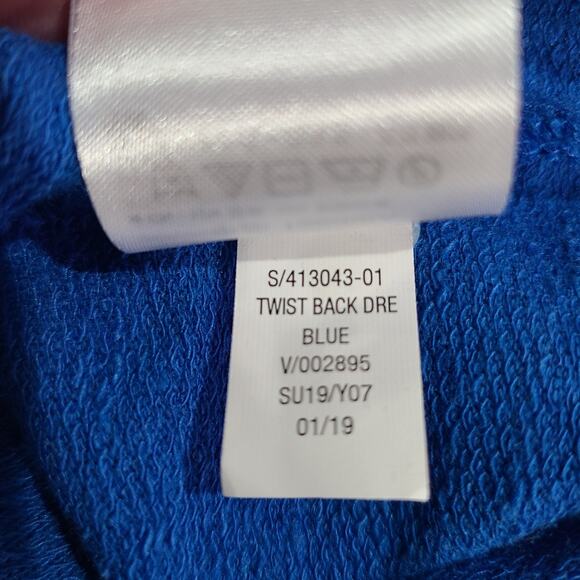 S/413043-01
TWIST BACK DRE
BLUE
V/002895
SU19/Y07
01/19